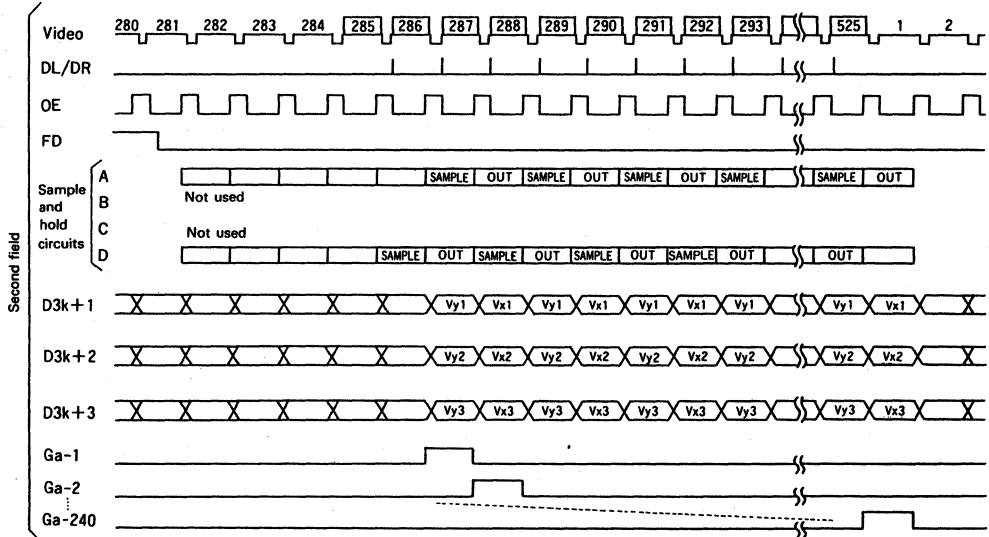 Second field
Video 280 281 282 283 284 285 286 287 288 289 290 291 292 293 525 1 2
DL/DR
OE
FD
Sample and hold circuits
A SAMPLE OUT SAMPLE OUT SAMPLE OUT SAMPLE SAMPLE OUT
B Not used
C Not used
D SAMPLE OUT SAMPLE OUT SAMPLE OUT SAMPLE OUT OUT
D3k+1 Vy1 Vx1 Vy1 Vx1 Vy1 Vx1 Vy1 Vy1 Vx1
D3k+2 Vy2 Vx2 Vy2 Vx2 Vy2 Vx2 Vy2 Vy2 Vx2
D3k+3 Vy3 Vx3 Vy3 Vx3 Vy3 Vx3 Vy3 Vy3 Vx3
Ga-1
Ga-2
Ga-240